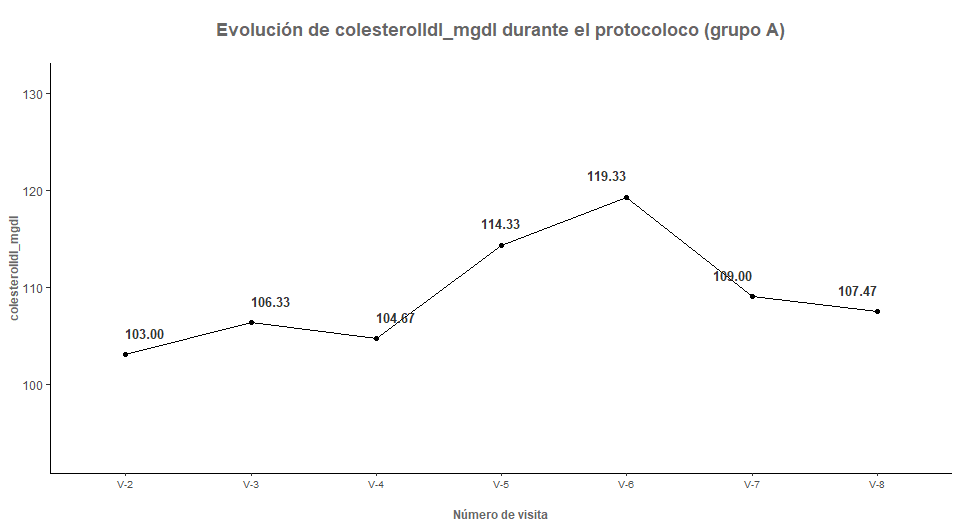 Evolución de colesterolldl_mgdl durante el protocoloco (grupo A)
130
120
110
100
colesterolldl_mgdl
103.00
106.33
104.67
114.33
119.33
109.00
107.47
V-2
V-3
V-4
V-5
V-6
V-7
V-8
Número de visita